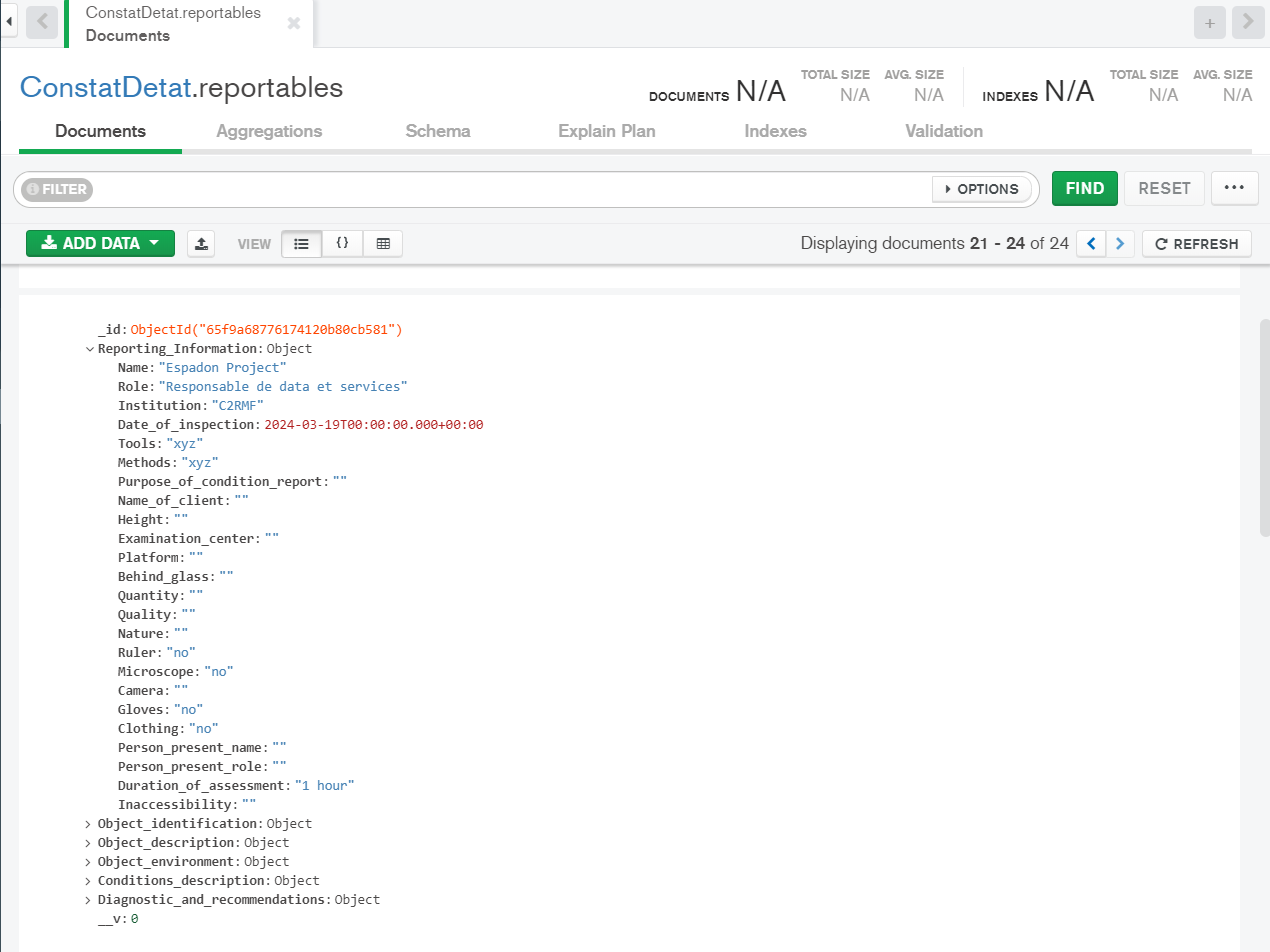 ConstatDetat.reportables
Documents
ConstatDetat.reportables
DOCUMENTS N/A TOTAL SIZE N/A AVG. SIZE N/A INDEXES N/A TOTAL SIZE N/A AVG. SIZE N/A
Documents Aggregations Schema Explain Plan Indexes Validation
FILTER OPTIONS FIND RESET ...
ADD DATA VIEW {} Displaying documents 21 - 24 of 24 REFRESH
_id: ObjectId("65f9a68776174120b80cb581")
Reporting_Information: Object
Name: "Espadon Project"
Role: "Responsable de data et services"
Institution: "C2RMF"
Date_of_inspection: 2024-03-19T00:00:00.000+00:00
Tools: "xyz"
Methods: "xyz"
Purpose_of_condition_report: ""
Name_of_client: ""
Height: ""
Examination_center: ""
Platform: ""
Behind_glass: ""
Quantity: ""
Quality: ""
Nature: ""
Ruler: "no"
Microscope: "no"
Camera: ""
Gloves: "no"
Clothing: "no"
Person_present_name: ""
Person_present_role: ""
Duration_of_assessment: "1 hour"
Inaccessibility: ""
Object_identification: Object
Object_description: Object
Object_environment: Object
Conditions_description: Object
Diagnostic_and_recommendations: Object
__v: 0